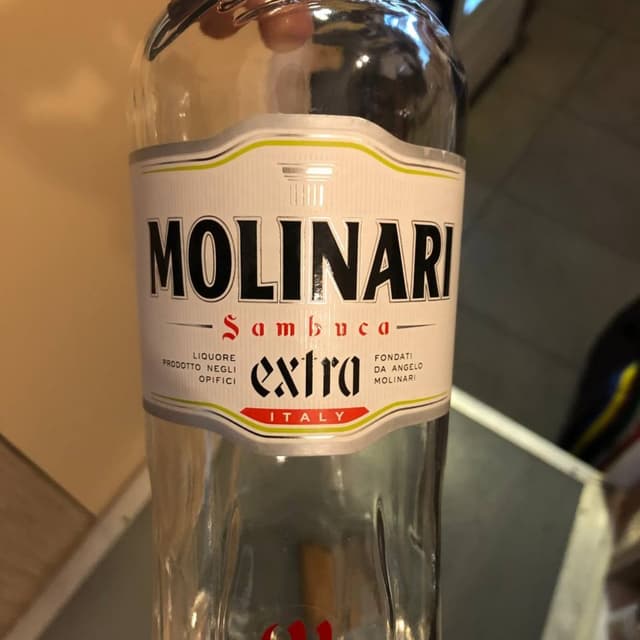 MOLINARI
Sambuca
extra
LIQUORE
PRODOTTO NEGLI
OPIFICI
FONDATI
DA ANGELO
MOLINARI
ITALY